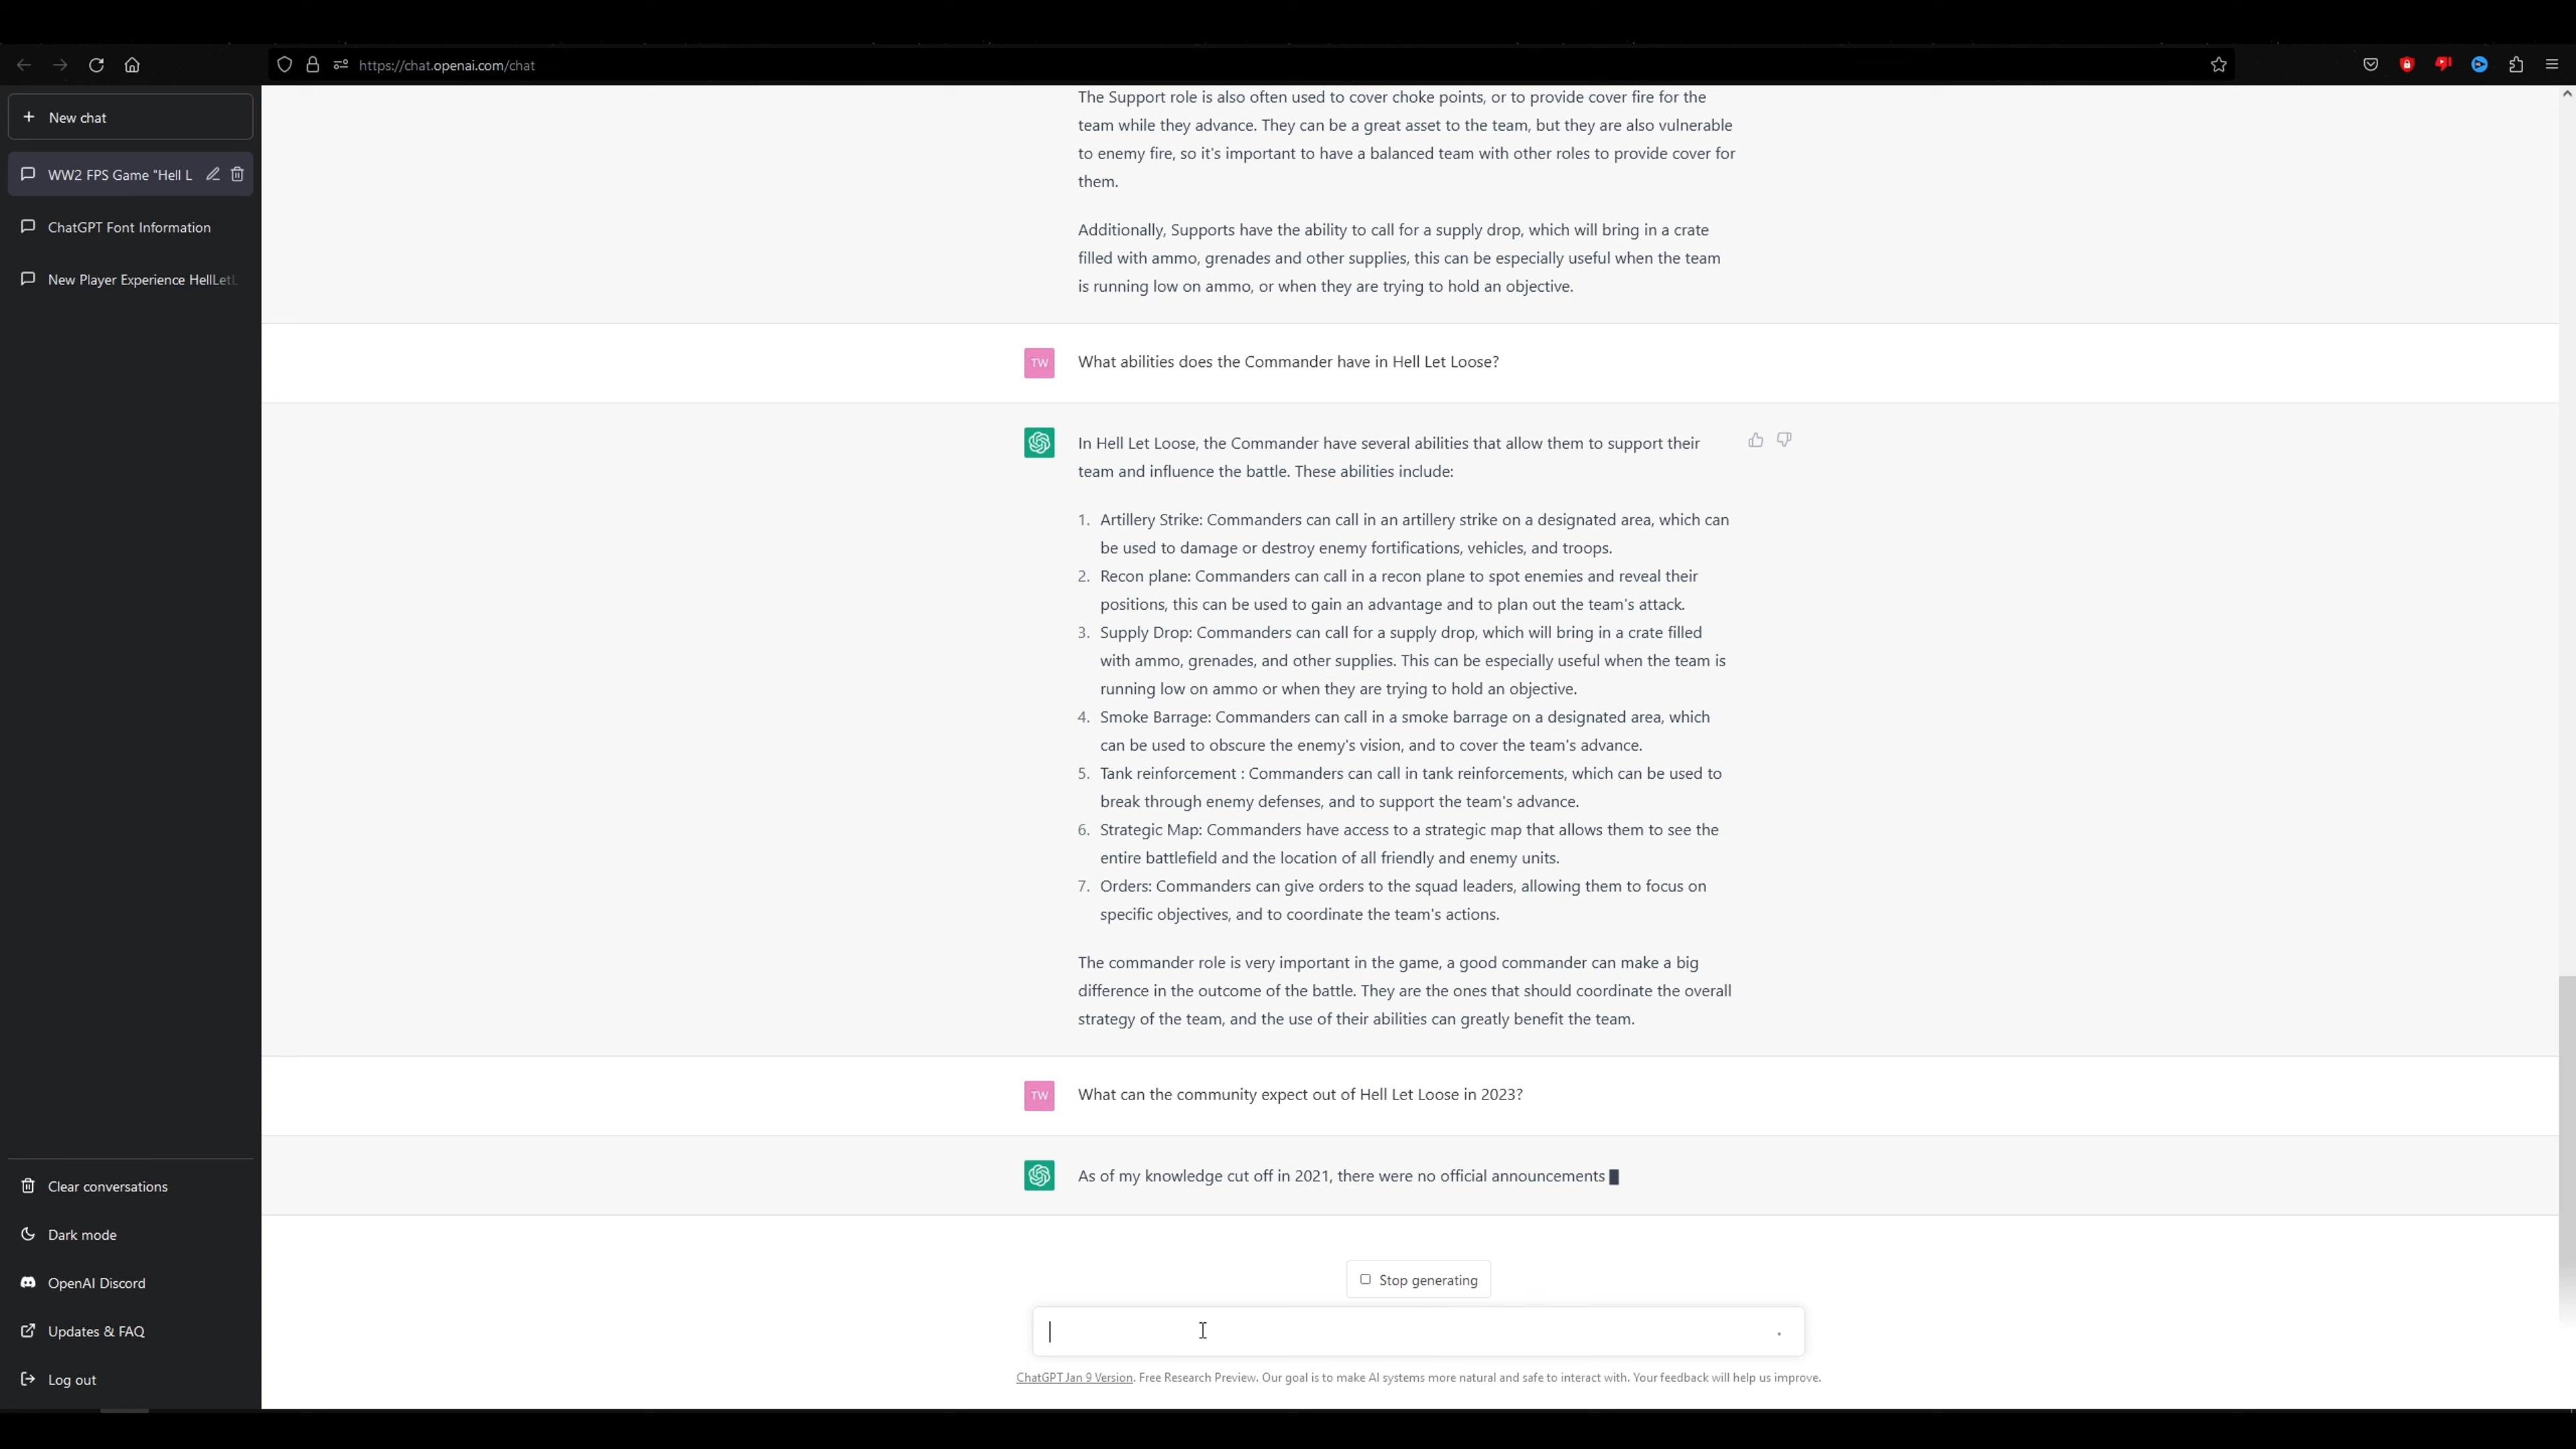 https://chat.openai.com/chat
New chat
WW2 FPS Game "Hell L
ChatGPT Font Information
New Player Experience HellLetL
Clear conversations
Dark mode
OpenAI Discord
Updates & FAQ
Log out
The Support role is also often used to cover choke points, or to provide cover fire for the
team while they advance. They can be a great asset to the team, but they are also vulnerable
to enemy fire, so it's important to have a balanced team with other roles to provide cover for
them.
Additionally, Supports have the ability to call for a supply drop, which will bring in a crate
filled with ammo, grenades and other supplies, this can be especially useful when the team
is running low on ammo, or when they are trying to hold an objective.
TW What abilities does the Commander have in Hell Let Loose?
In Hell Let Loose, the Commander have several abilities that allow them to support their
team and influence the battle. These abilities include:
1. Artillery Strike: Commanders can call in an artillery strike on a designated area, which can
be used to damage or destroy enemy fortifications, vehicles, and troops.
2. Recon plane: Commanders can call in a recon plane to spot enemies and reveal their
positions, this can be used to gain an advantage and to plan out the team's attack.
3. Supply Drop: Commanders can call for a supply drop, which will bring in a crate filled
with ammo, grenades, and other supplies. This can be especially useful when the team is
running low on ammo or when they are trying to hold an objective.
4. Smoke Barrage: Commanders can call in a smoke barrage on a designated area, which
can be used to obscure the enemy's vision, and to cover the team's advance.
5. Tank reinforcement : Commanders can call in tank reinforcements, which can be used to
break through enemy defenses, and to support the team's advance.
6. Strategic Map: Commanders have access to a strategic map that allows them to see the
entire battlefield and the location of all friendly and enemy units.
7. Orders: Commanders can give orders to the squad leaders, allowing them to focus on
specific objectives, and to coordinate the team's actions.
The commander role is very important in the game, a good commander can make a big
difference in the outcome of the battle. They are the ones that should coordinate the overall
strategy of the team, and the use of their abilities can greatly benefit the team.
TW What can the community expect out of Hell Let Loose in 2023?
As of my knowledge cut off in 2021, there were no official announcements
Stop generating
ChatGPT Jan 9 Version. Free Research Preview. Our goal is to make AI systems more natural and safe to interact with. Your feedback will help us improve.